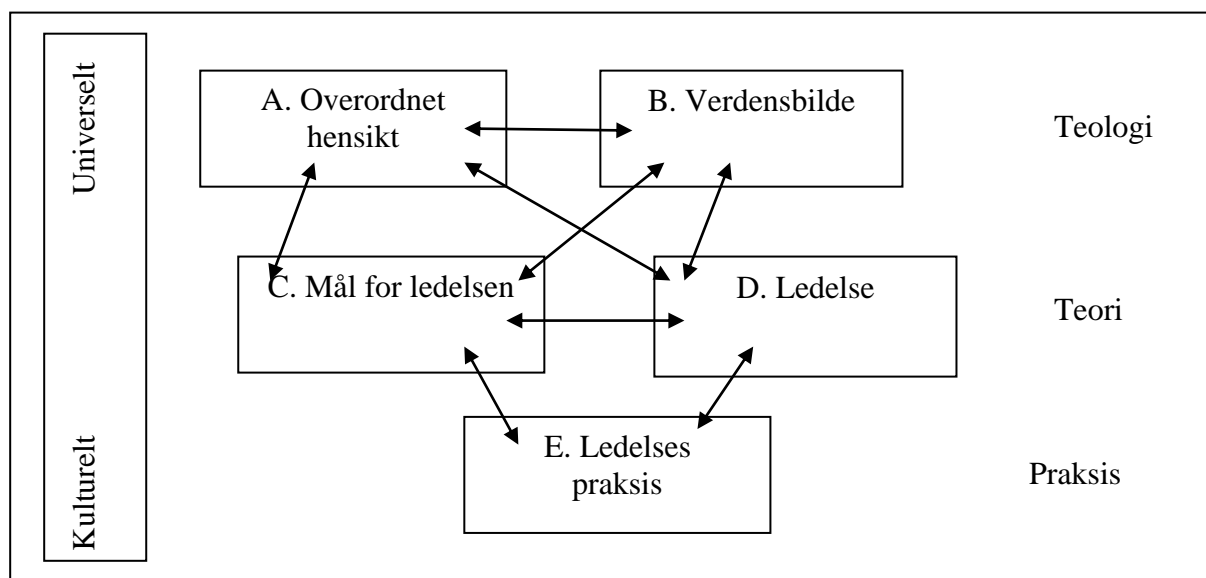 Universelt
A. Overordnet
hensikt
B. Verdensbilde
Teologi
C. Mål for ledelsen
D. Ledelse
Teori
Kulturelt
E. Ledelses
praksis
Praksis